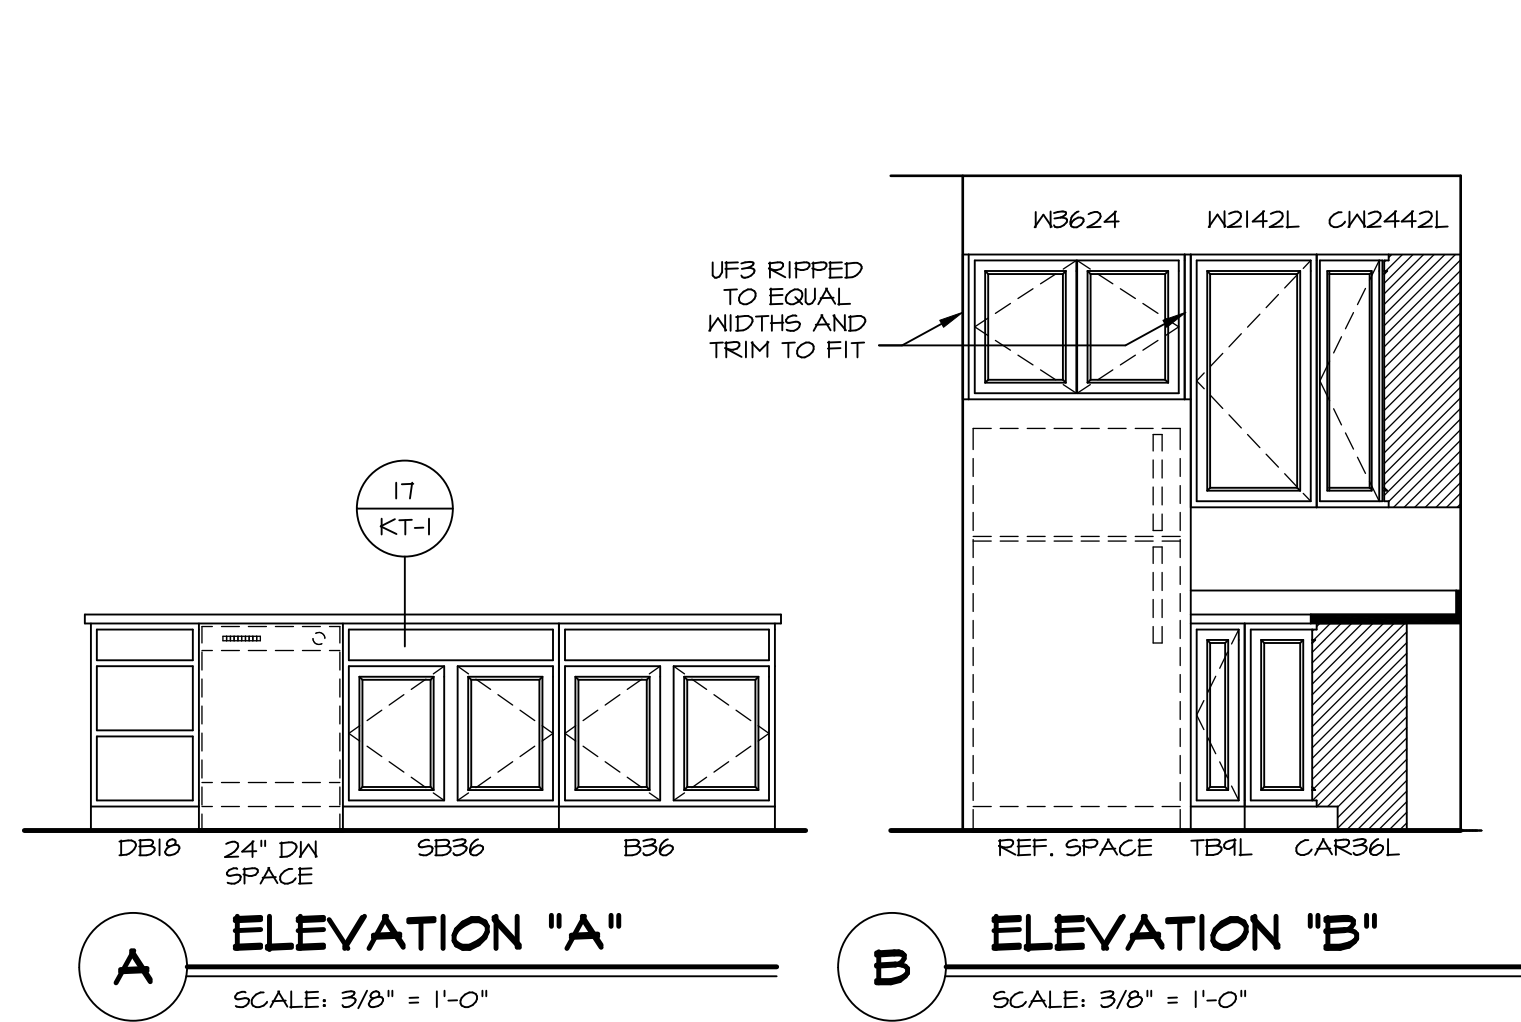 W3624 W2142L CW2442L
UF3 RIPPED
TO EQUAL
WIDTHS AND
TRIM TO FIT
17
KT-1
DB18 24" DW SB36 B36
SPACE
REF. SPACE TB9L CAR36L
A ELEVATION "A"
SCALE: 3/8" = 1'-0"
B ELEVATION "B"
SCALE: 3/8" = 1'-0"